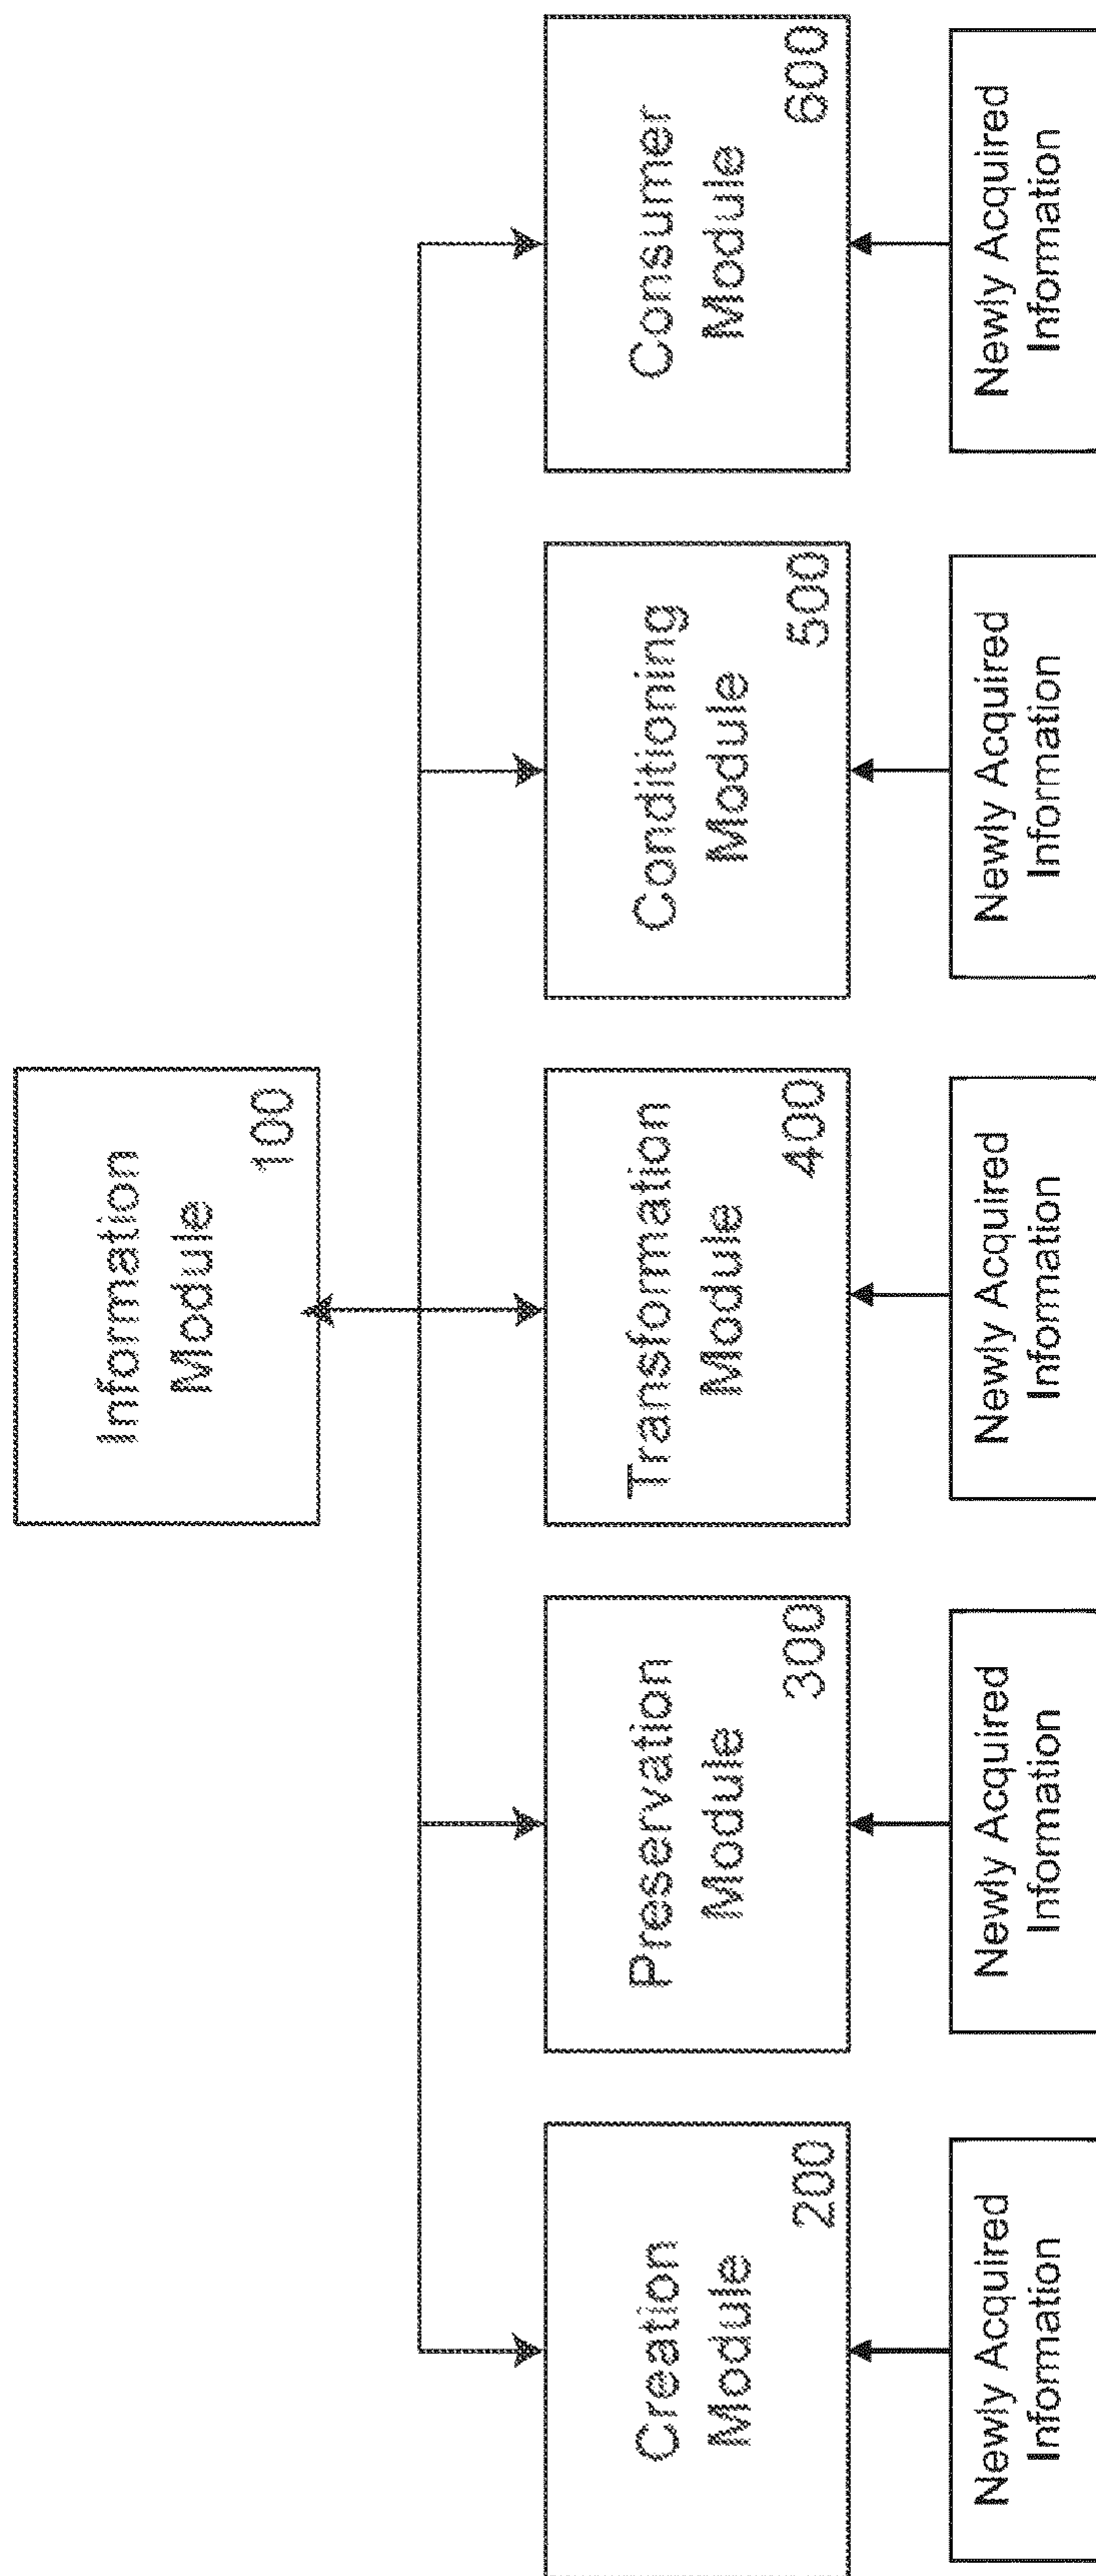 Information
Module
100
Creation
Module
200
Preservation
Module
300
Transformation
Module
400
Conditioning
Module
500
Consumer
Module
600
Newly Acquired
Information
Newly Acquired
Information
Newly Acquired
Information
Newly Acquired
Information
Newly Acquired
Information